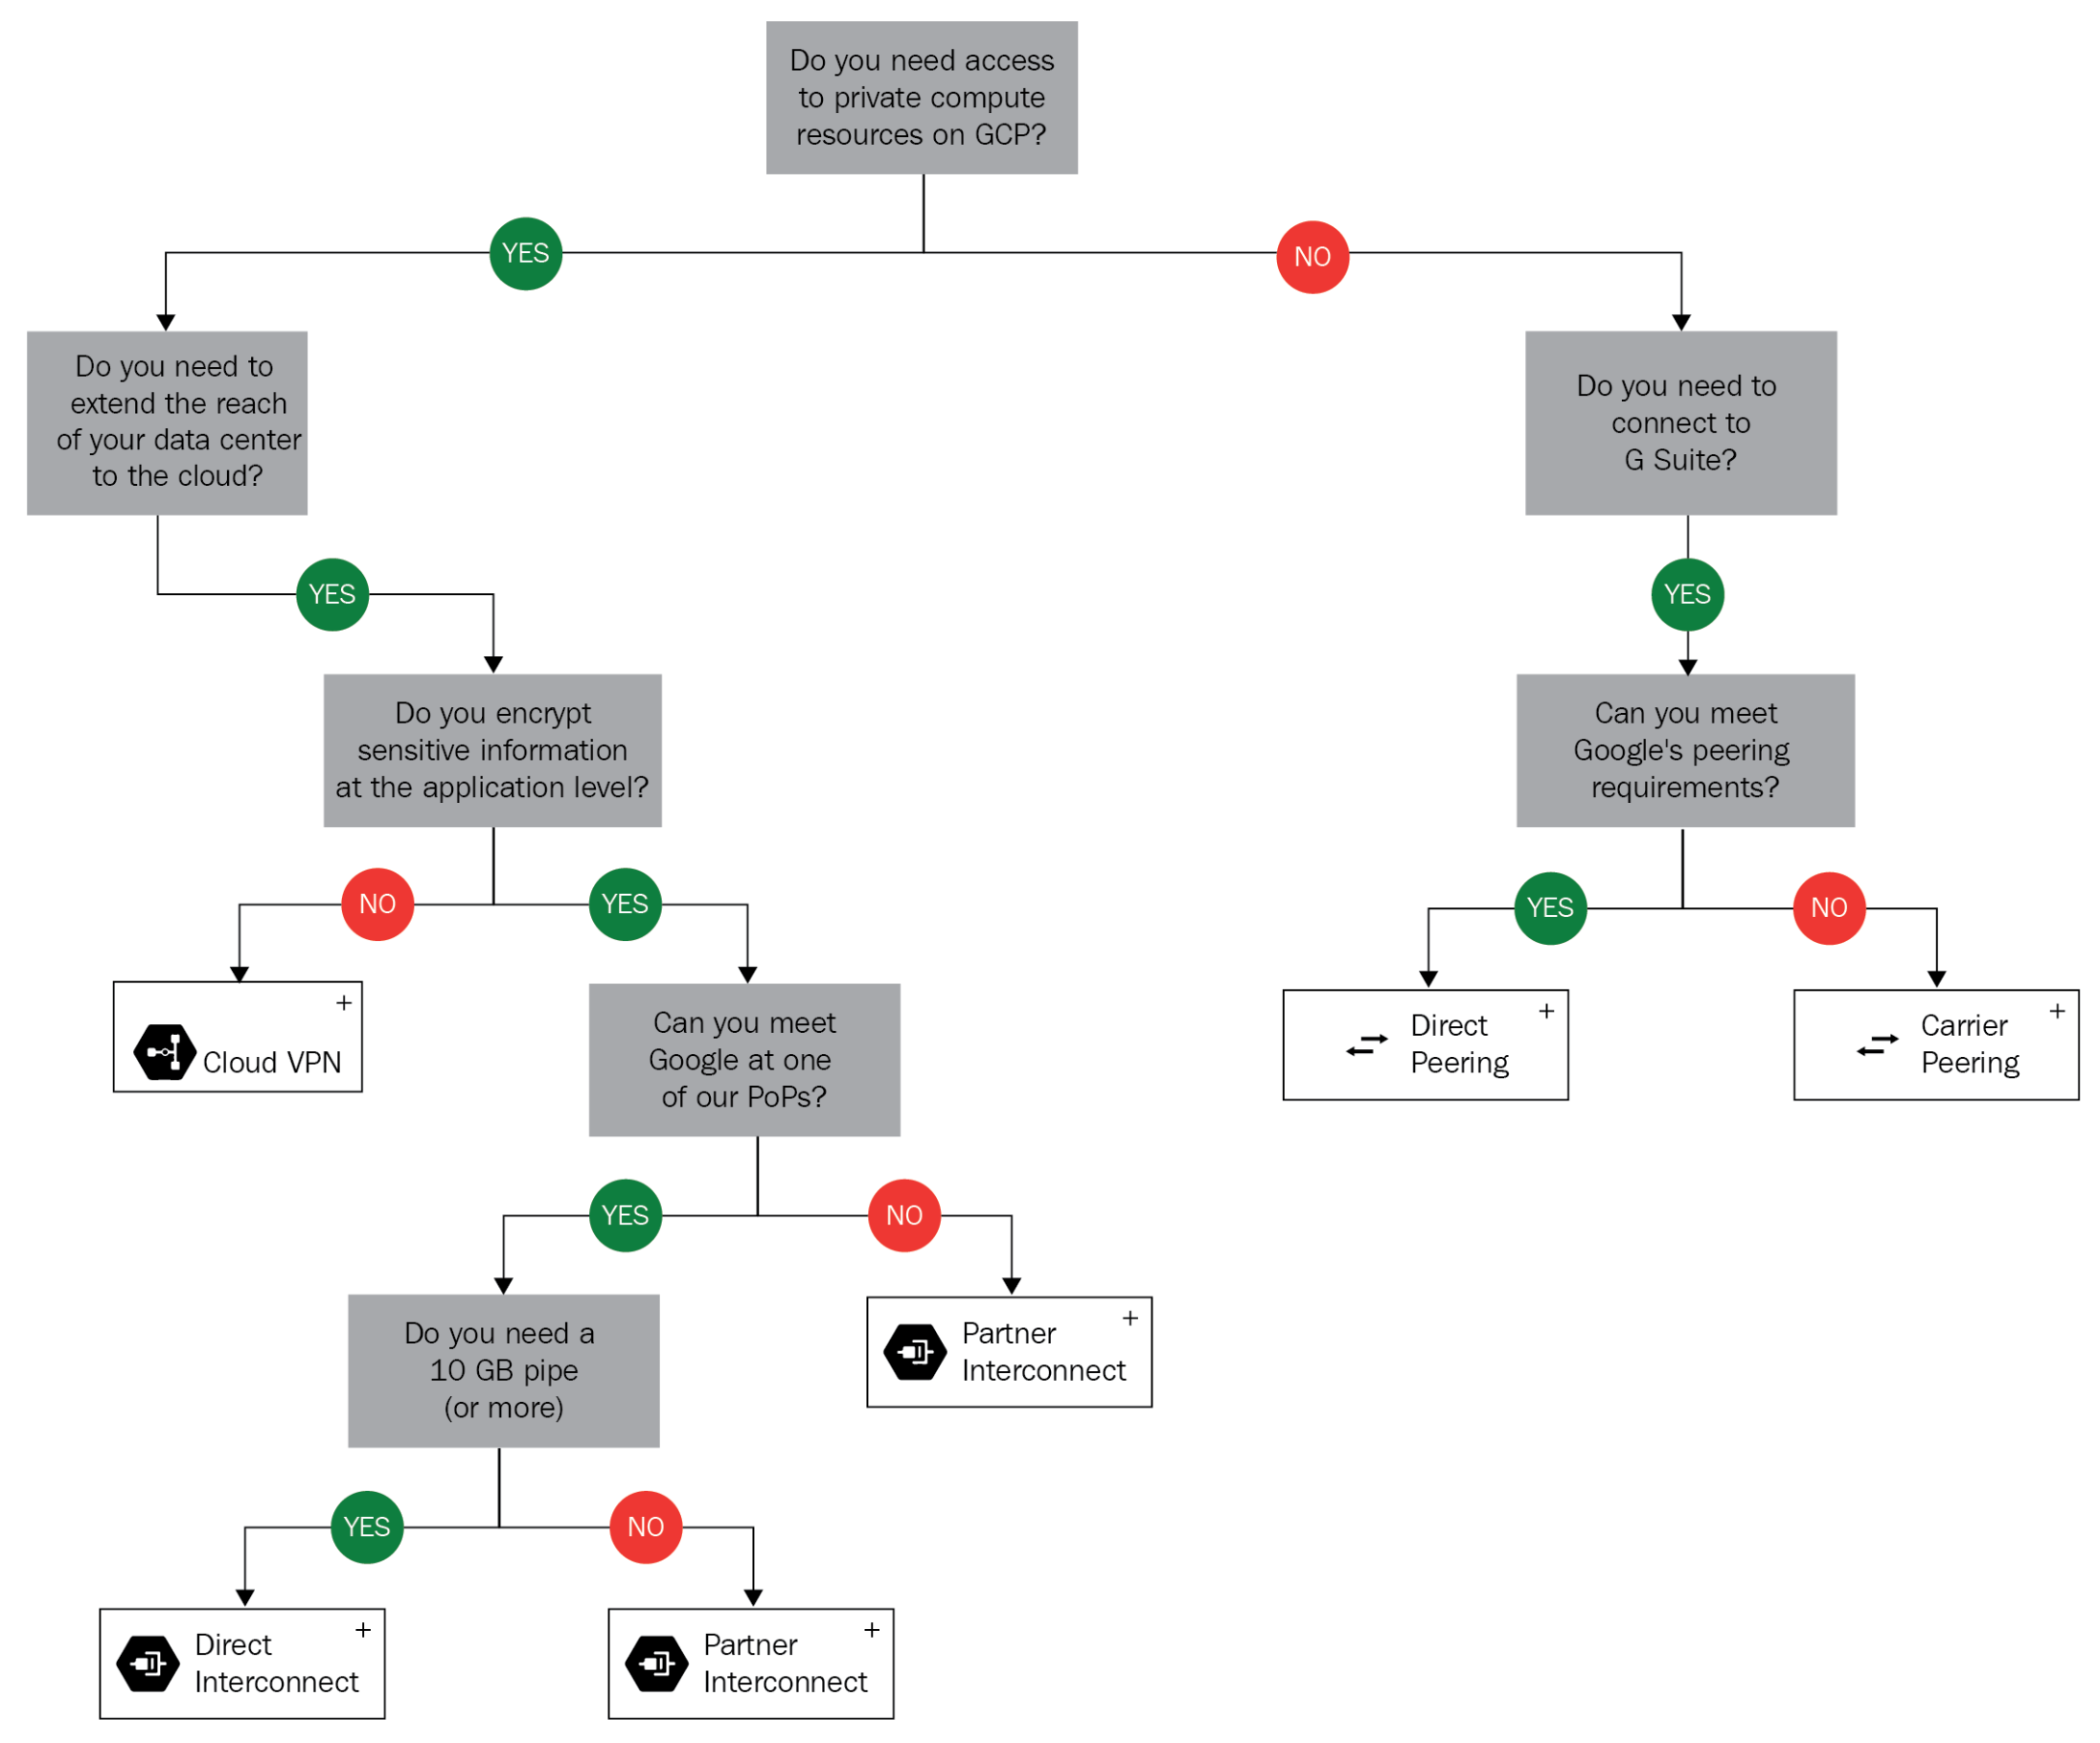 Do you need access
to private compute
resources on GCP?
YES
NO
Do you need to
extend the reach
of your data center
to the cloud?
Do you need to
connect to
G Suite?
YES
YES
Do you encrypt
sensitive information
at the application level?
Can you meet
Google's peering
requirements?
NO
YES
YES
NO
+
Cloud VPN
Can you meet
Google at one
of our PoPs?
+
Direct
Peering
+
Carrier
Peering
YES
NO
Do you need a
10 GB pipe
(or more)
+
Partner
Interconnect
YES
NO
+
Direct
Interconnect
+
Partner
Interconnect